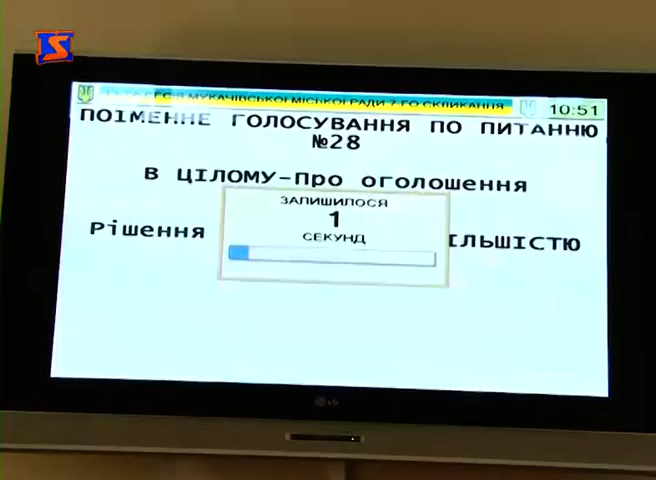 СЕСІЯ МУКАЧІВСЬКОЇ МІСЬКОЇ РАДИ 7-ГО СКЛИКАННЯ 10:51
ПОІМЕННЕ ГОЛОСУВАННЯ ПО ПИТАННЮ
№28
В ЦІЛОМУ-ПРО ОГОЛОШЕННЯ
ЗАЛИШИЛОСЯ
1
СЕКУНД
РІШЕННЯ ІЛЬШІСТЮ
LG